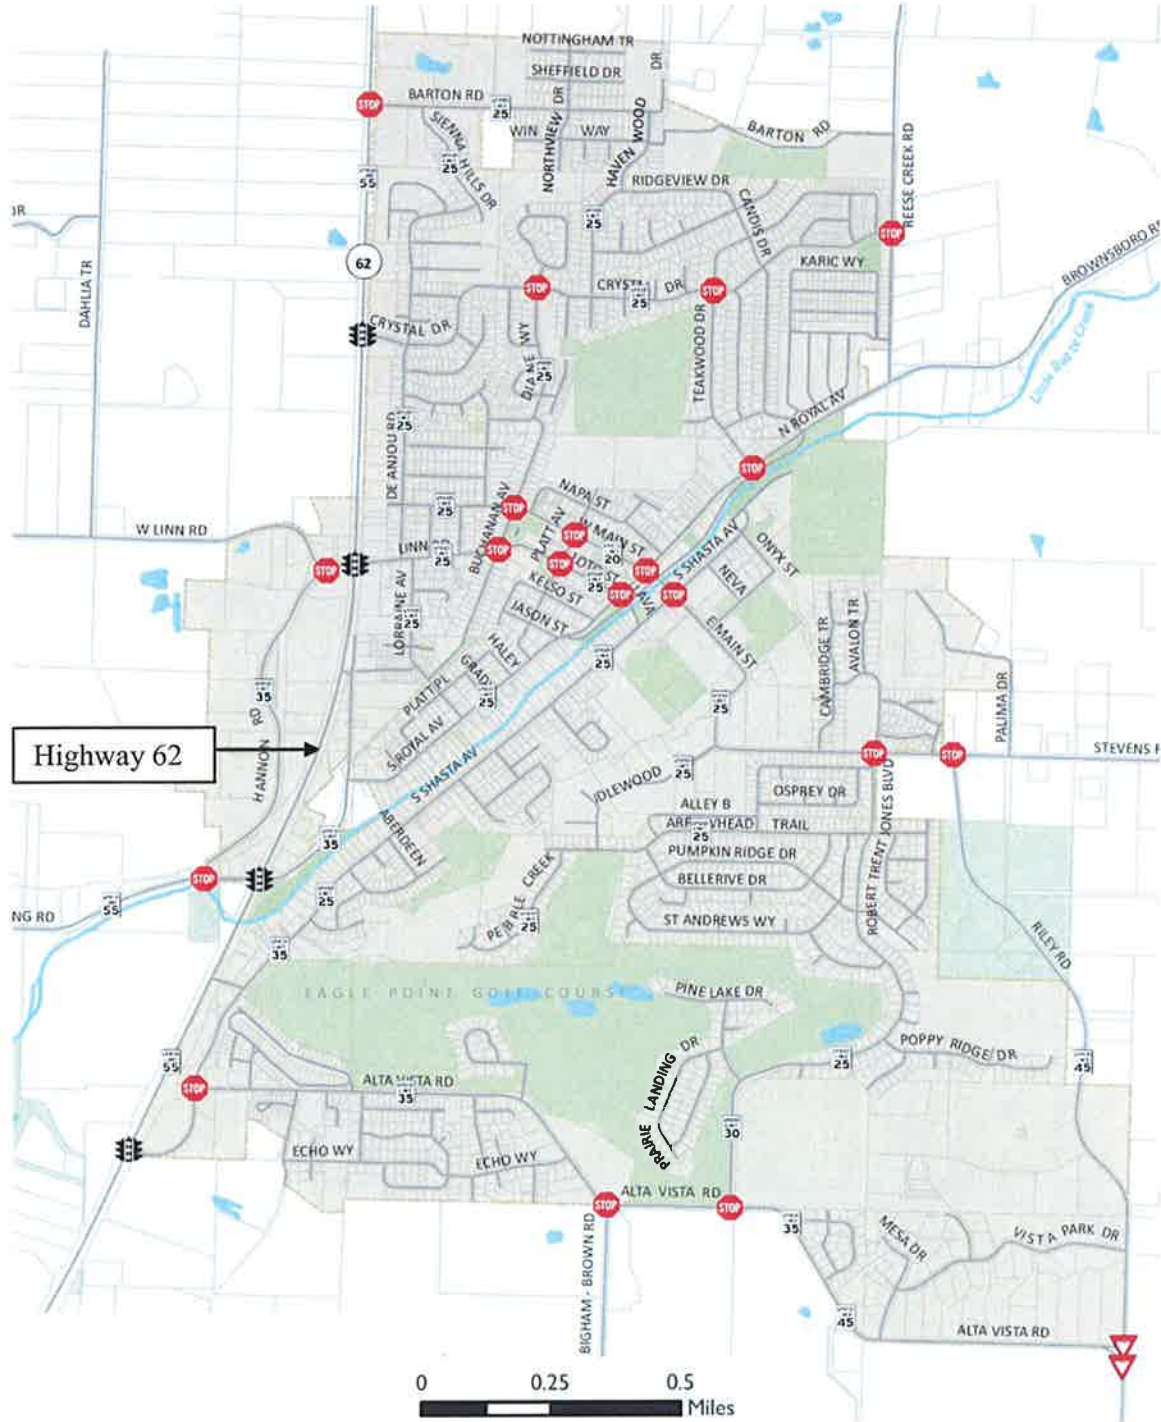 NOTTINGHAM TR
SHEFFIELD DR
DR
STOP
BARTON RD
25
NORTHVIEW DR
HAVEN WOOD
WIN WAY
BARTON RD
SIENNA HILLS DR
25
REESE CREEK RD
55
RIDGEVIEW DR
CANDIS DR
25
DR
STOP
BROWNSBORO
62
KARIC WY
DAHLIA TR
STOP
DR
STOP
25
CRYSTAL DR
DIANE WY
25
TEAKWOOD DR
Creek
N ROYAL AV
DE ANJOU RD
25
STOP
NAPA ST
25
STOP
BUCHANAN AV
PLATT AV
W LINN RD
STOP
W MAIN ST
S SHASTA AV
ONYX ST
LINN
25
STOP
STOP
20
STOP
STOP
KELSO ST
25
STOP
STOP
NEVA
LORRAINE AV
25
JASON ST
E MAIN ST
CAMBRIDGE TR
AVALON TR
HALEY
GRADY
25
25
PLATT PL
35
HANNON RD
25
PALIMA DR
S ROYAL AV
Highway 62
STOP
STOP
STEVENS
S SHASTA AV
25
OSPREY DR
ALLEY B
ABERDEEN
25
TRAIL
35
PUMPKIN RIDGE DR
ROBERT TRENT JONES BLVD
BELLERIVE DR
STOP
CREEK
25
55
NG RD
25
ST ANDREWS WY
RILEY RD
35
EAGLE POINT GOLF COURSE
PINE LAKE DR
POPPY RIDGE DR
25
45
55
STOP
ALTA VISTA RD
35
PRAIRIE LANDING DR
30
ECHO WY
ECHO WY
ALTA VISTA RD
STOP
STOP
35
BIGHAM - BROWN RD
MESA DR
VISTA PARK DR
45
ALTA VISTA RD
0 0.25 0.5
Miles